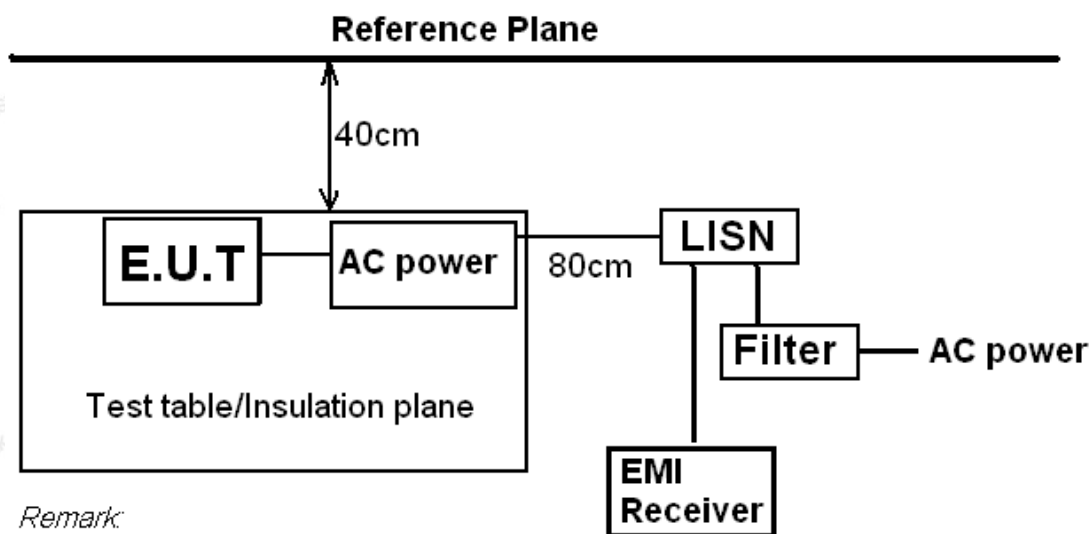 Reference Plane
40cm
E.U.T
AC power
80cm
LISN
Filter
AC power
Test table/Insulation plane
EMI
Receiver
Remark: